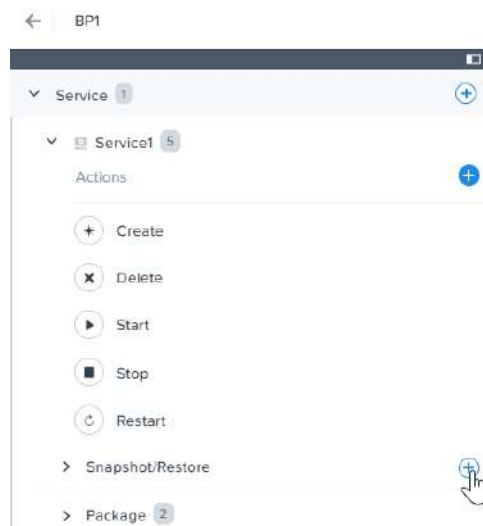 BP1
Service 1
Service1 5
Actions
Create
Delete
Start
Stop
Restart
Snapshot/Restore
Package 2